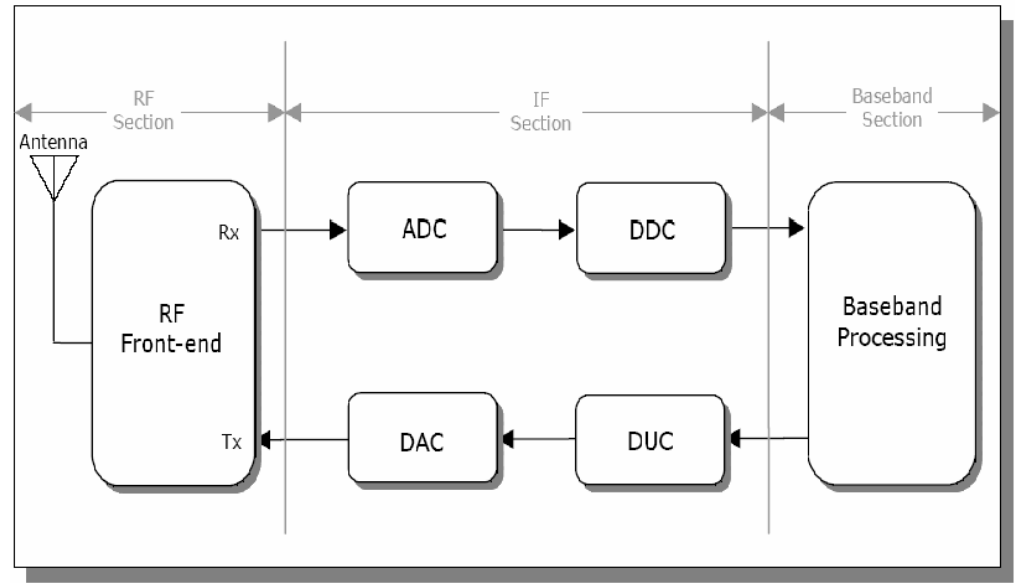 RF
Section
IF
Section
Baseband
Section
Antenna
Rx
ADC
DDC
RF
Front-end
Baseband
Processing
Tx
DAC
DUC